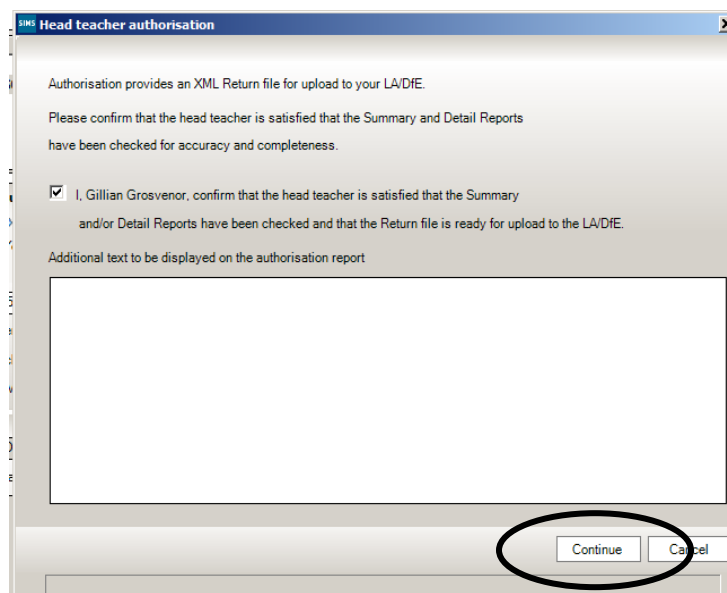 SIMS Head teacher authorisation
Authorisation provides an XML Return file for upload to your LA/DfE.
Please confirm that the head teacher is satisfied that the Summary and Detail Reports
have been checked for accuracy and completeness.
I, Gillian Grosvenor, confirm that the head teacher is satisfied that the Summary
and/or Detail Reports have been checked and that the Return file is ready for upload to the LA/DfE.
Additional text to be displayed on the authorisation report
Continue Cancel